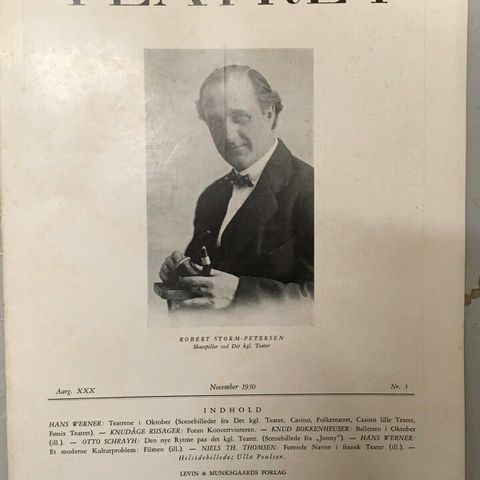 TEATRET
ROBERT STORM-PETERSEN
Skuespiller ved Det kgl. Teater
Aarg. XXX November 1930 Nr. 3
INDHOLD
HANS WERNER: Teatrene i Oktober (Scenebilleder fra Det kgl. Teater, Casino, Folketeatret, Casino lille Teater,
Fønix Teatret). — KNUDÅGE RIISAGER: Foran Koncertvinteren. — KNUD BOKKENHEUSER: Balletten i Oktober
(ill.). — OTTO SCHRAYH: Den nye Rytme paa det kgl. Teater. (Scenebillede fra „Jonny"). — HANS WERNER:
Et moderne Kulturproblem: Filmen (ill.). — NIELS TH. THOMSEN: Førende Navne i fransk Teater (ill.). —
Helsidebillede: Ulla Poulsen.
LEVIN & MUNKSGAARDS FORLAG